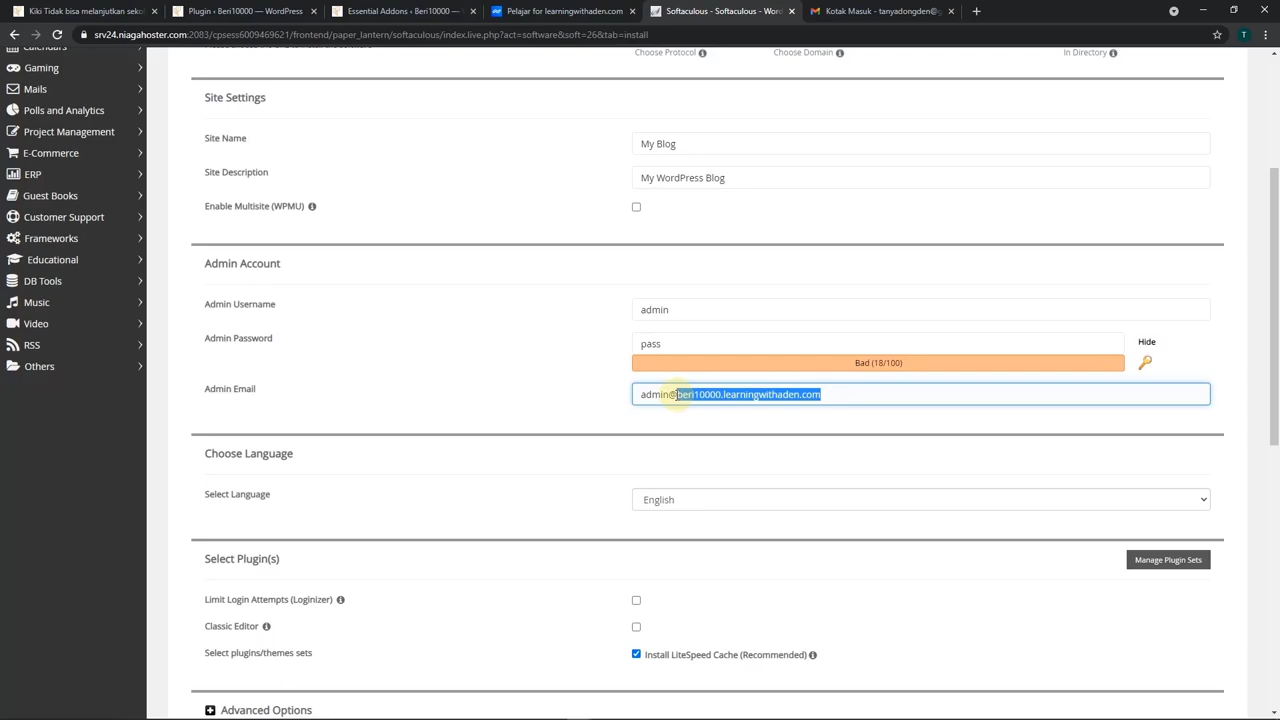 Kiki Tidak bisa melanjutkan sek
Plugin ‹ Beri10000 — WordPress
Essential Addons ‹ Beri10000 —
Pelajar for learningwithaden.com
Softaculous - Softaculous - Word
Kotak Masuk - tanyadongdesig
srv24.niagahoster.com:2083/cpsess6009469621/frontend/paper_lantern/softaculous/index.live.php?act=software&soft=26&tab=install
Calendars
Choose Protocol
Choose Domain
In Directory
Gaming
Mails
Polls and Analytics
Project Management
E-Commerce
ERP
Guest Books
Customer Support
Frameworks
Educational
DB Tools
Music
Video
RSS
Others
Site Settings
Site Name
My Blog
Site Description
My WordPress Blog
Enable Multisite (WPMU)
Admin Account
Admin Username
admin
Admin Password
pass
Hide
Bad (18/100)
Admin Email
admin@beri10000.learningwithaden.com
Choose Language
Select Language
English
Select Plugin(s)
Manage Plugin Sets
Limit Login Attempts (Loginizer)
Classic Editor
Select plugins/themes sets
Install LiteSpeed Cache (Recommended)
Advanced Options